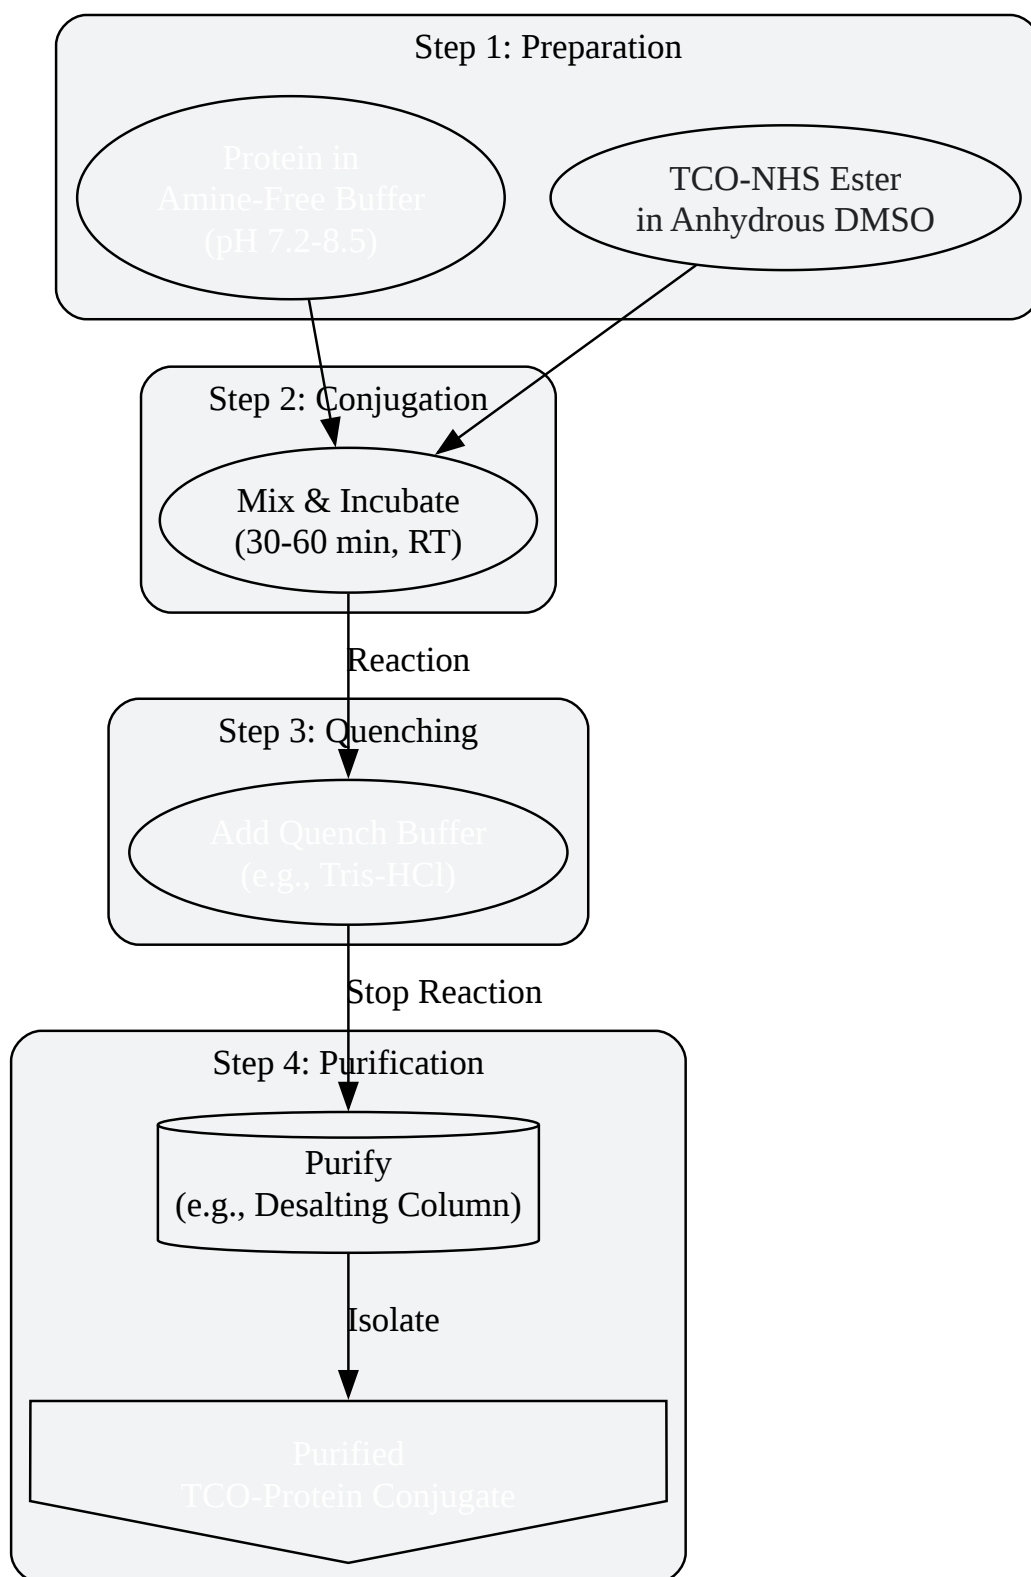 Step 1: Preparation
Protein in
Amine-Free Buffer
(pH 7.2-8.5)
TCO-NHS Ester
in Anhydrous DMSO
Step 2: Conjugation
Mix & Incubate
(30-60 min, RT)
Reaction
Step 3: Quenching
Add Quench Buffer
(e.g., Tris-HCl)
Stop Reaction
Step 4: Purification
Purify
(e.g., Desalting Column)
Isolate
Purified
TCO-Protein Conjugate